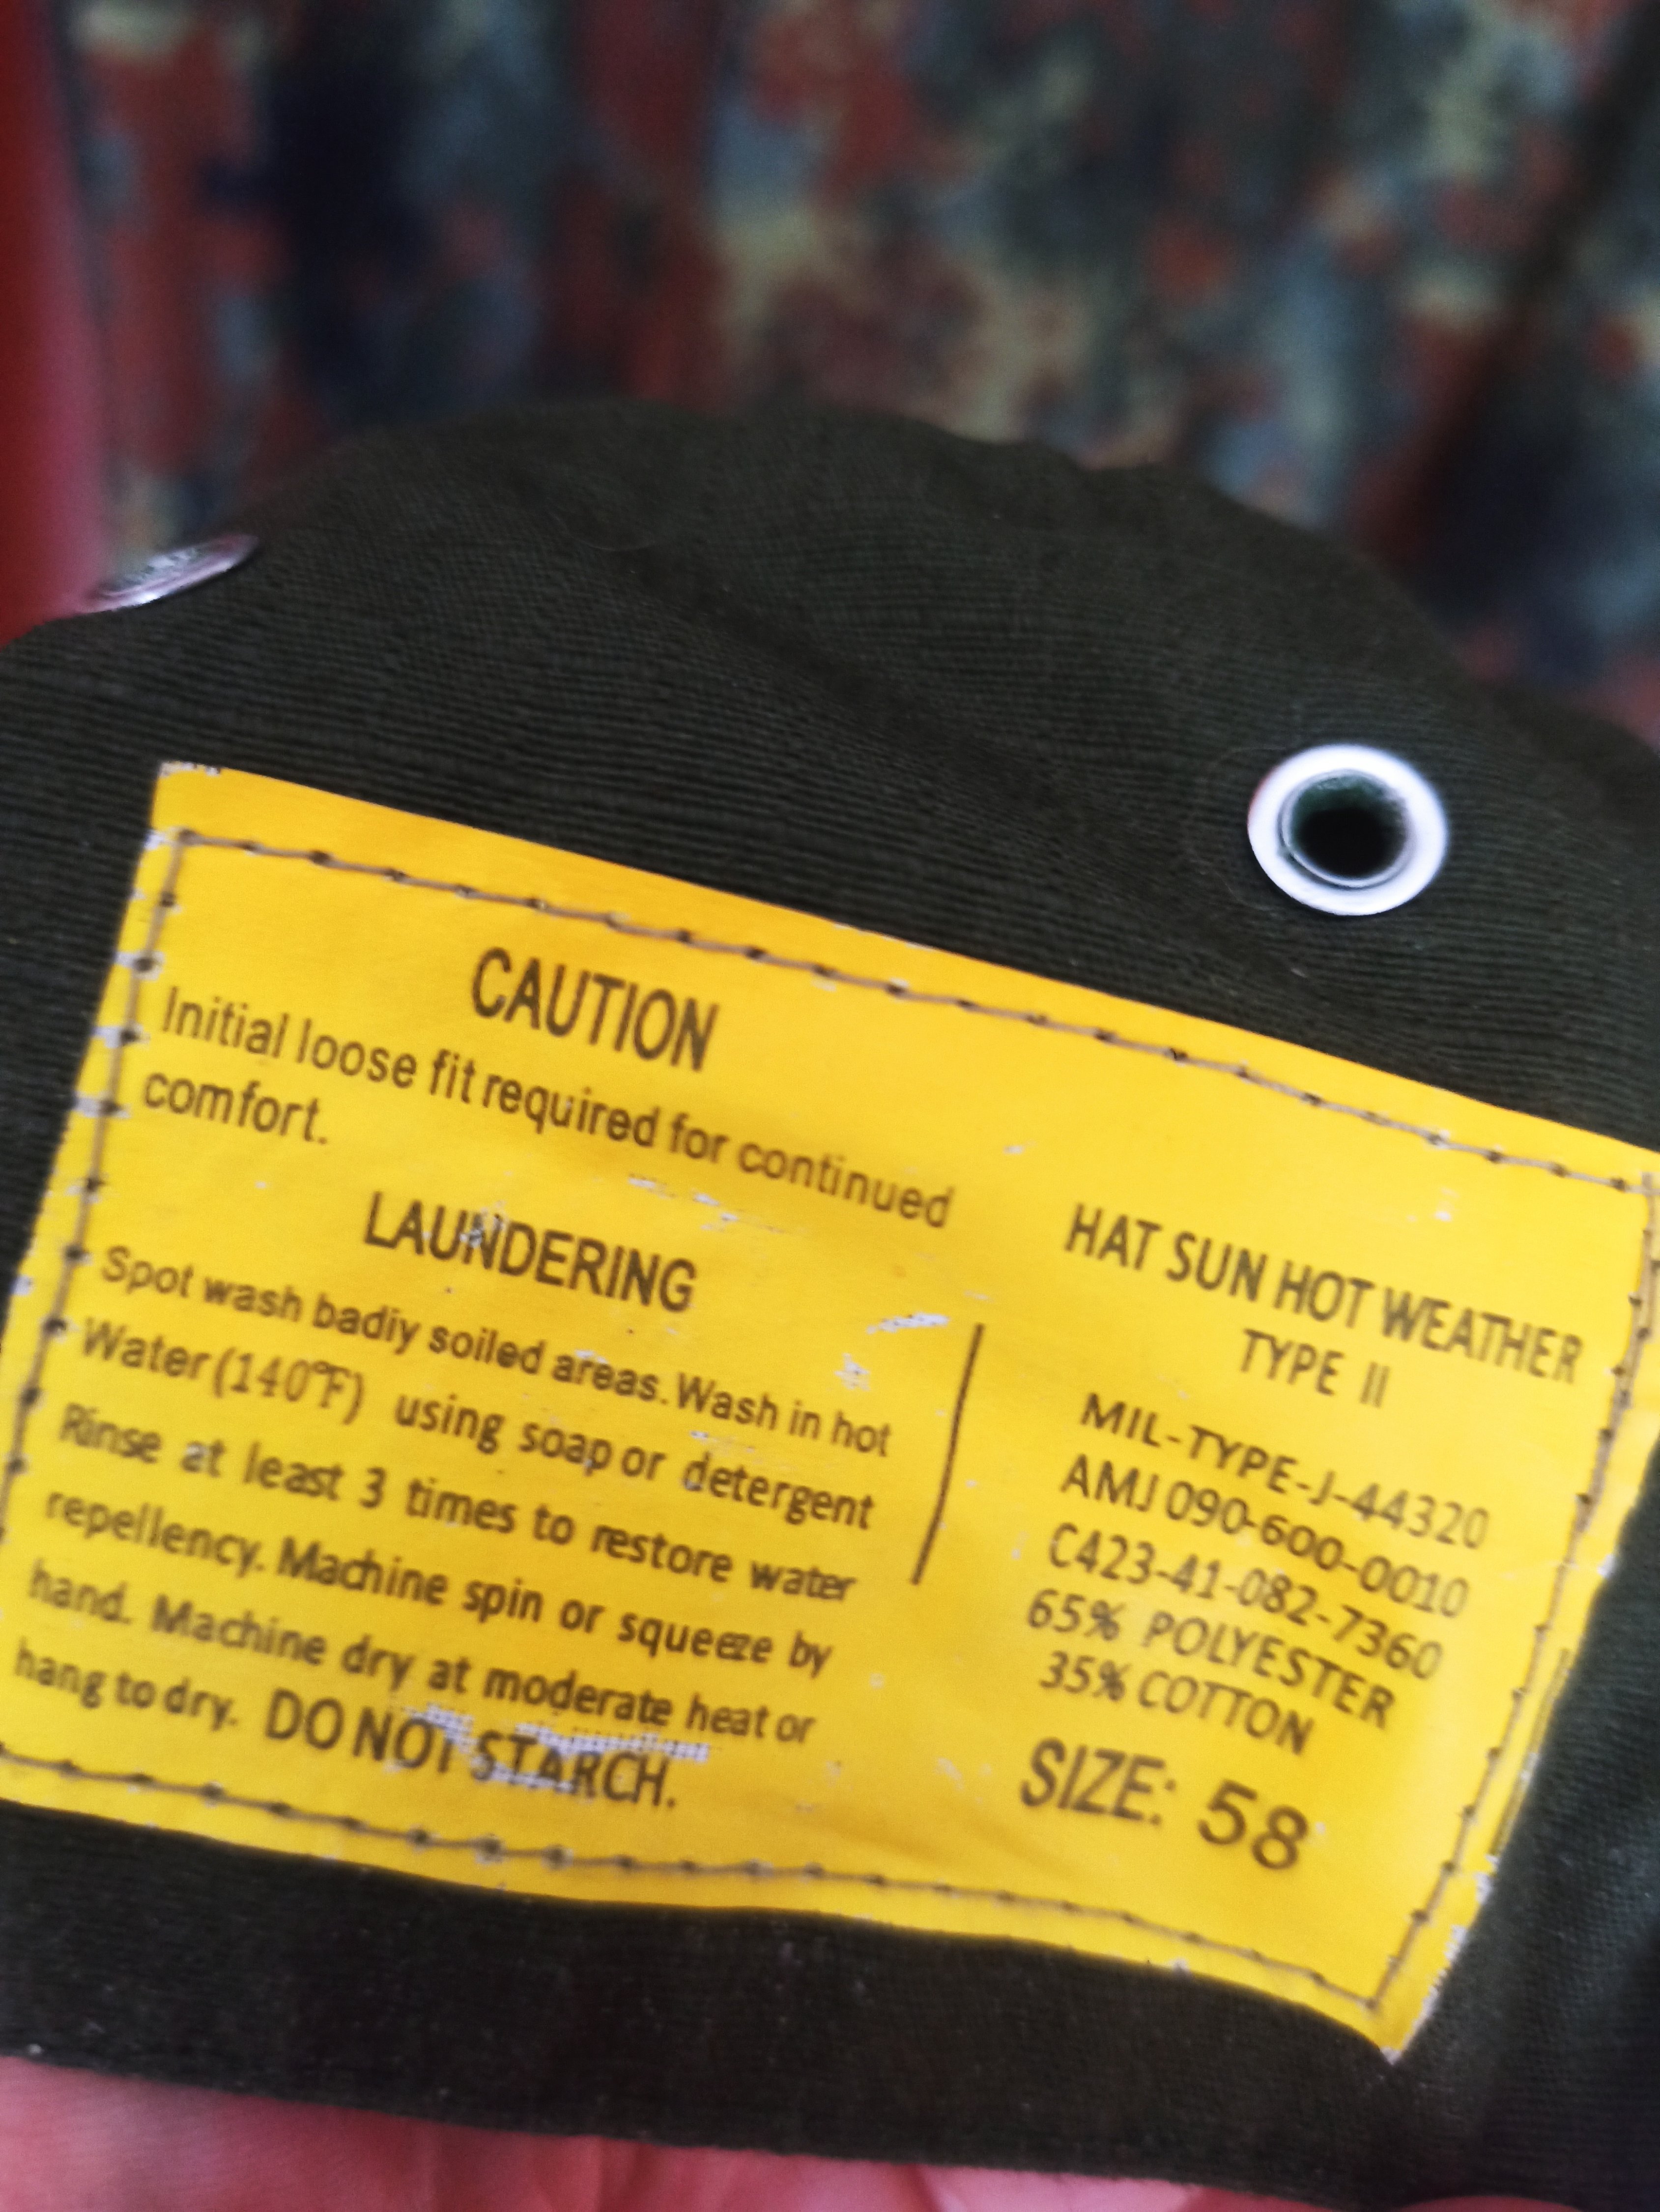 CAUTION
Initial loose fit required for continued
comfort.
LAUNDERING
Spot wash badiy soiled areas. Wash in hot
Water (140°F) using soap or detergent
Rinse at least 3 times to restore water
repellency. Machine spin or squeeze by
hand. Machine dry at moderate heat or
hang to dry. DO NOT STARCH.
HAT SUN HOT WEATHER
TYPE II
MIL-TYPE-J-44320
AMJ 090-600-0010
C423-41-082-7360
65% POLYESTER
35% COTTON
SIZE: 58